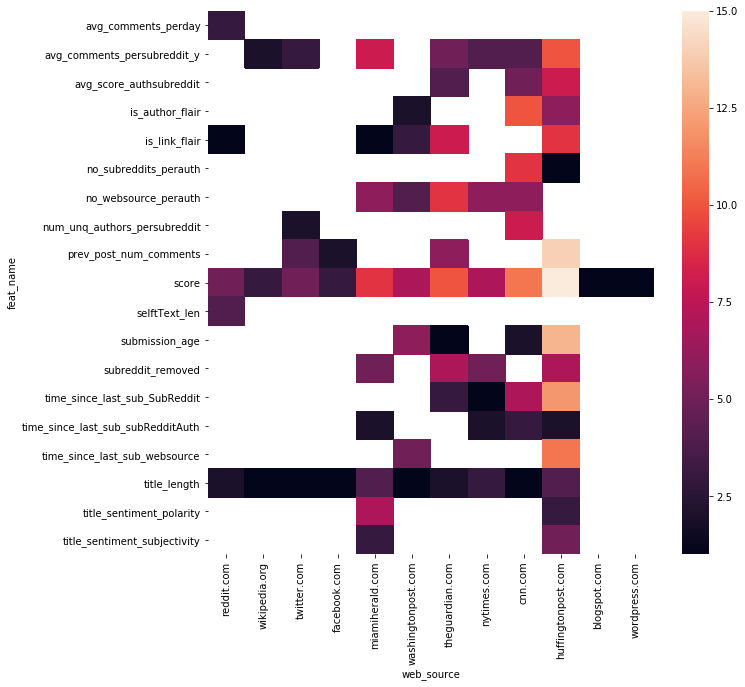 avg_comments_perday
avg_comments_persubreddit_y
avg_score_authsubreddit
is_author_flair
is_link_flair
no_subreddits_perauth
no_websource_perauth
num_unq_authors_persubreddit
prev_post_num_comments
score
selftText_len
submission_age
subreddit_removed
time_since_last_sub_SubReddit
time_since_last_sub_subRedditAuth
time_since_last_sub_websource
title_length
title_sentiment_polarity
title_sentiment_subjectivity
feat_name
reddit.com
wikipedia.org
twitter.com
facebook.com
miamiherald.com
washingtonpost.com
theguardian.com
nytimes.com
cnn.com
huffingtonpost.com
blogspot.com
wordpress.com
web_source
15.0
12.5
10.0
7.5
5.0
2.5